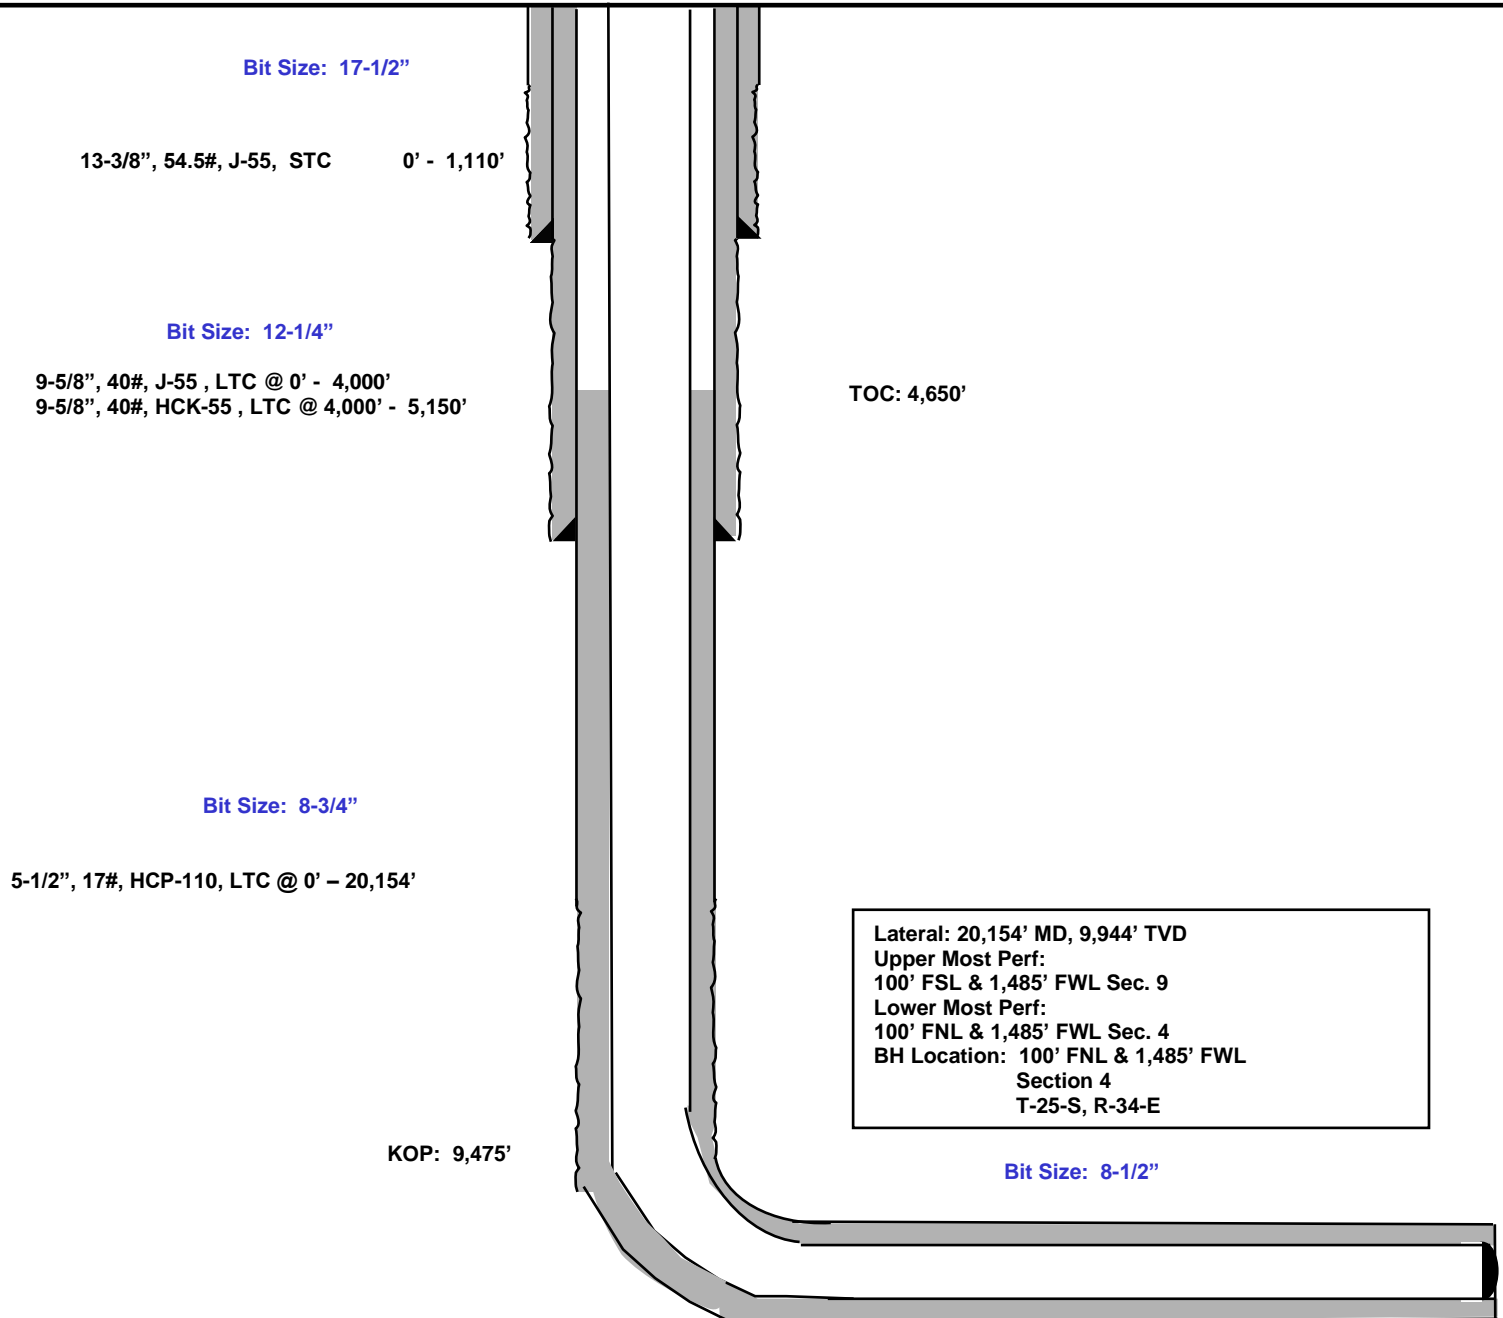 Bit Size: 17-1/2”
13-3/8”, 54.5#, J-55, STC 0’ - 1,110’
Bit Size: 12-1/4”
9-5/8”, 40#, J-55 , LTC @ 0’ - 4,000’
9-5/8”, 40#, HCK-55 , LTC @ 4,000’ - 5,150’
TOC: 4,650’
Bit Size: 8-3/4”
5-1/2”, 17#, HCP-110, LTC @ 0’ – 20,154’
Lateral: 20,154’ MD, 9,944’ TVD
Upper Most Perf:
100’ FSL & 1,485’ FWL Sec. 9
Lower Most Perf:
100’ FNL & 1,485’ FWL Sec. 4
BH Location: 100’ FNL & 1,485’ FWL
Section 4
T-25-S, R-34-E
KOP: 9,475’
Bit Size: 8-1/2”